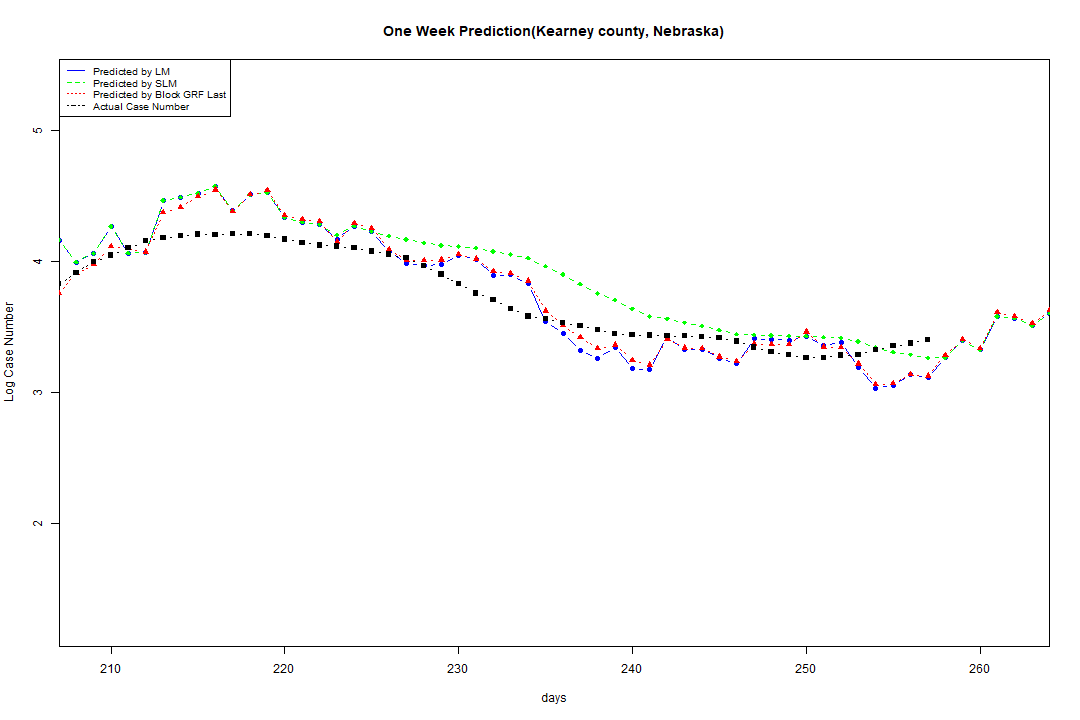 One Week Prediction(Kearney county, Nebraska)
Predicted by LM
Predicted by SLM
Predicted by Block GRF Last
Actual Case Number
5
4
3
2
Log Case Number
210 220 230 240 250 260
days